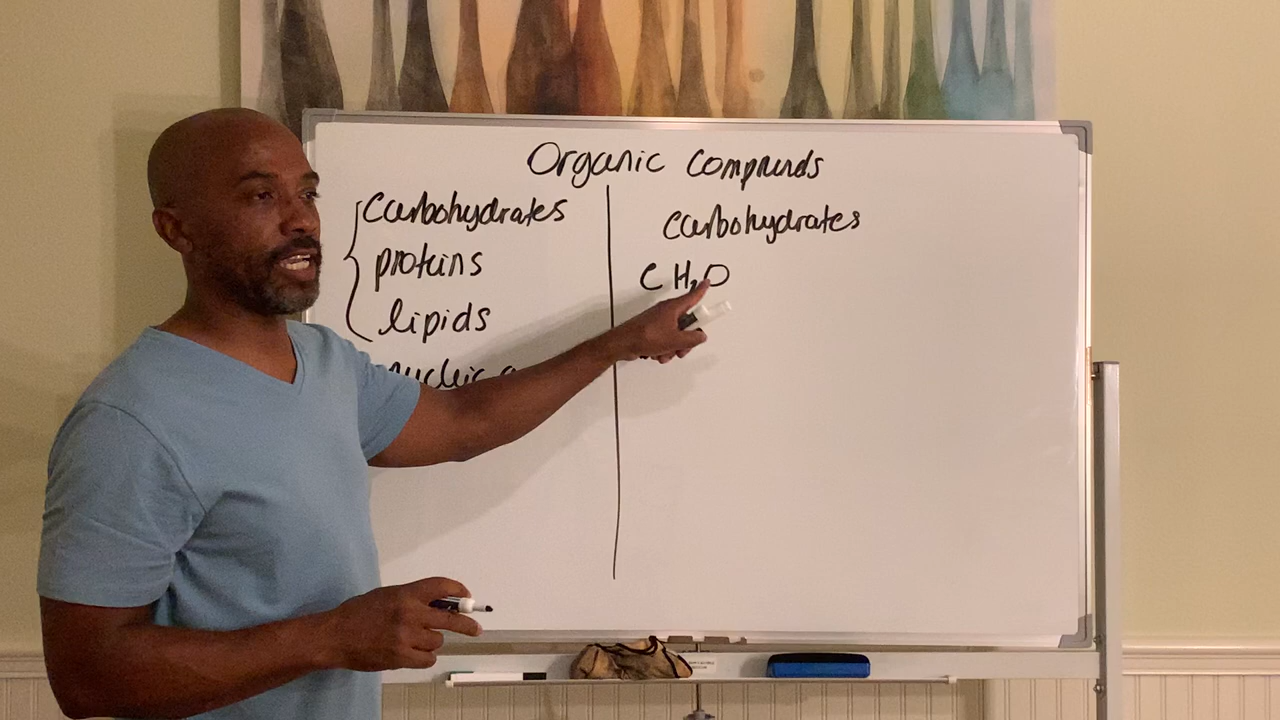 Organic Compounds
Carbohydrates
proteins
lipids
nucleic
Carbohydrates
C H₂O